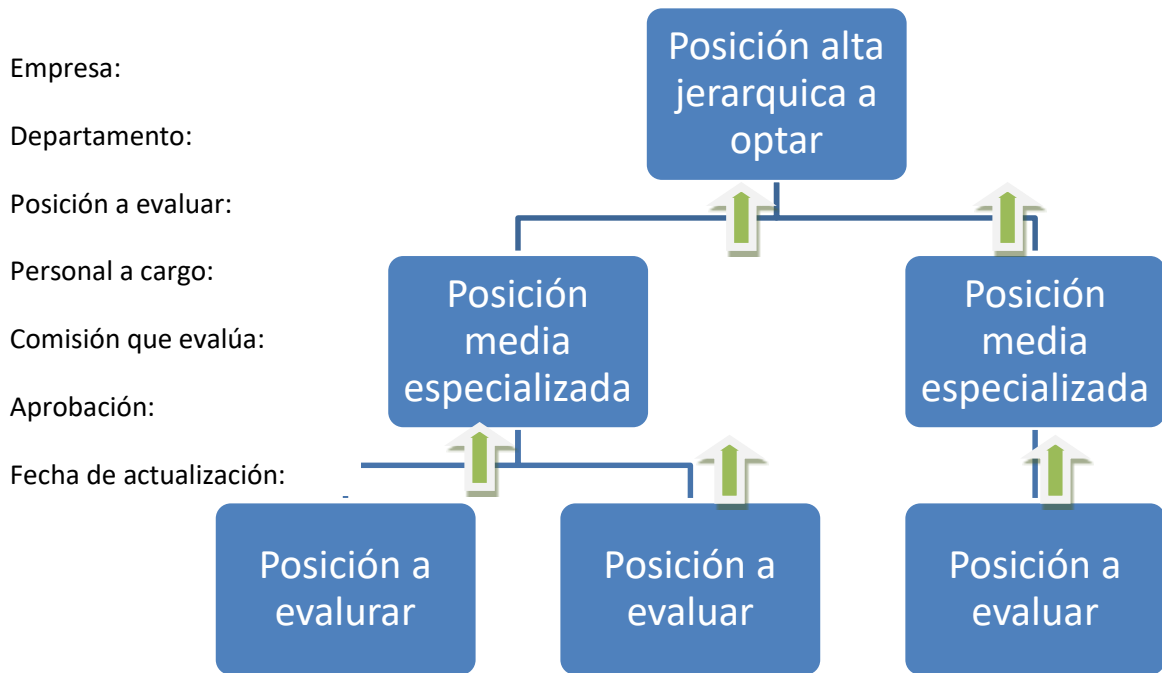 Empresa:
Departamento:
Posición a evaluar:
Personal a cargo:
Comisión que evalúa:
Aprobación:
Fecha de actualización:
Posición alta
jerarquica a
optar
Posición
media
especializada
Posición
media
especializada
Posición a
evalurar
Posición a
evaluar
Posición a
evaluar